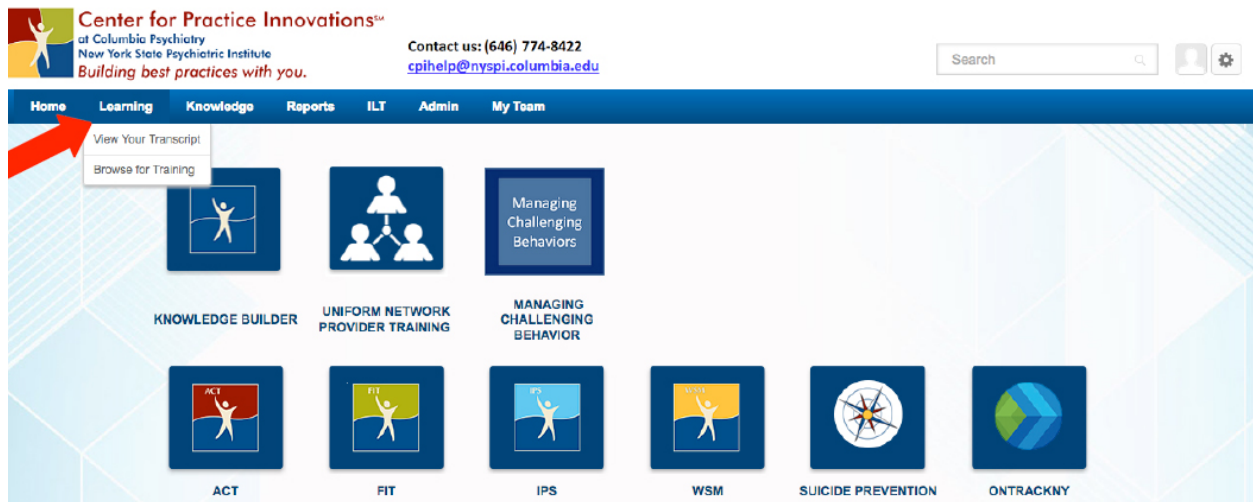 Center for Practice Innovations℠
at Columbia Psychiatry
New York State Psychiatric Institute
Building best practices with you.
Contact us: (646) 774-8422
cpihelp@nyspi.columbia.edu
Search
Home Learning Knowledge Reports ILT Admin My Team
View Your Transcript
Browse for Training
Managing
Challenging
Behaviors
KNOWLEDGE BUILDER
UNIFORM NETWORK
PROVIDER TRAINING
MANAGING
CHALLENGING
BEHAVIOR
ACT
FIT
IPS
WSM
ACT
FIT
IPS
WSM
SUICIDE PREVENTION
ONTRACKNY